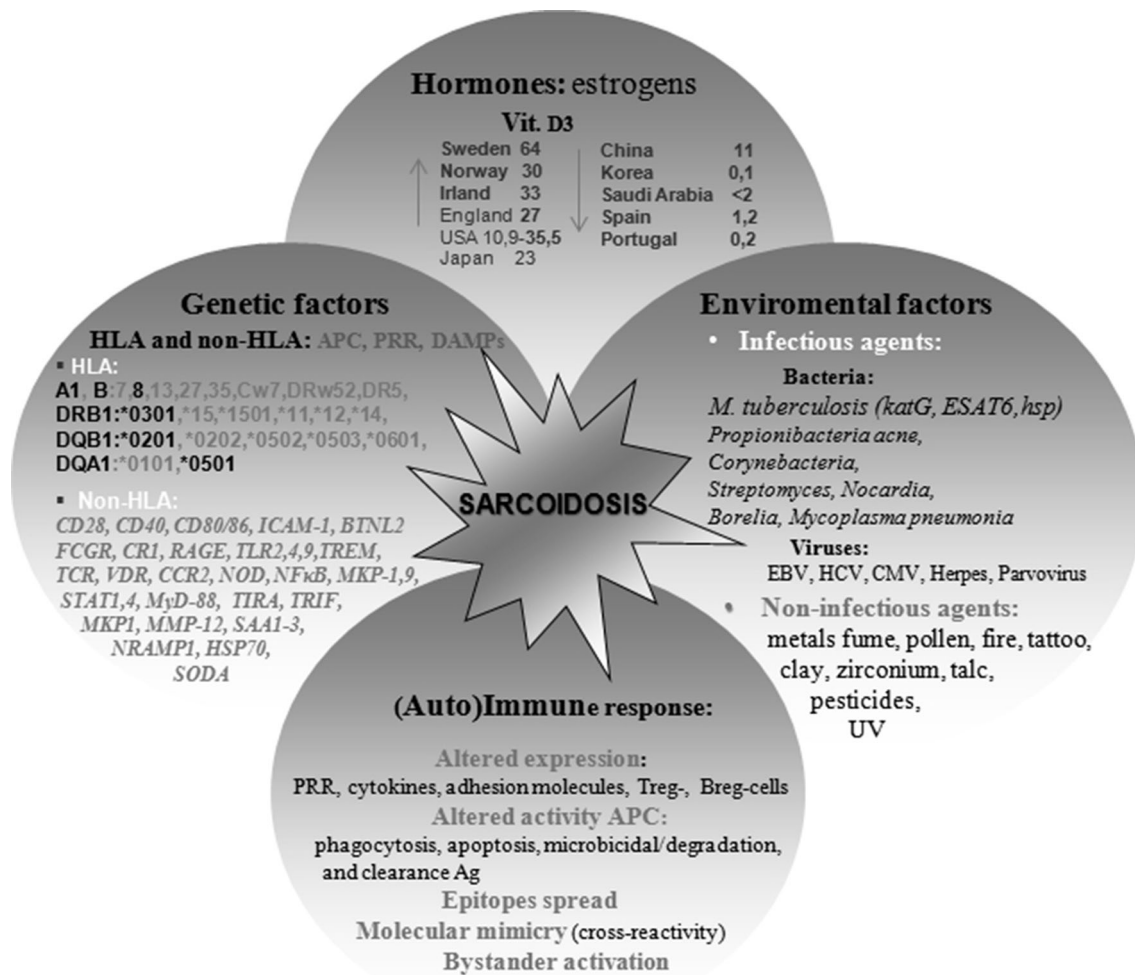 Hormones: estrogens
Vit. D3
Sweden 64
Norway 30
Irland 33
England 27
USA 10,9-35,5
Japan 23
China 11
Korea 0,1
Saudi Arabia <2
Spain 1,2
Portugal 0,2
Genetic factors
HLA and non-HLA: APC, PRR, DAMPs
▪ HLA:
A1, B:7,8,13,27,35,Cw7,DRw52,DR5,
DRB1:*0301,*15,*1501,*11,*12,*14,
DQB1:*0201,*0202,*0502,*0503,*0601,
DQA1:*0101,*0501
▪ Non-HLA:
CD28, CD40, CD80/86, ICAM-1, BTNL2
FCGR, CR1, RAGE, TLR2,4,9,TREM,
TCR, VDR, CCR2, NOD, NFκB, MKP-1,9,
STAT1,4, MyD-88, TIRA, TRIF,
MKP1, MMP-12, SAA1-3,
NRAMP1, HSP70,
SODA
SARCOIDOSIS
Enviromental factors
• Infectious agents:
Bacteria:
M. tuberculosis (katG, ESAT6,hsp)
Propionibacteria acne,
Corynebacteria,
Streptomyces, Nocardia,
Borelia, Mycoplasma pneumonia
Viruses:
EBV, HCV, CMV, Herpes, Parvovirus
• Non-infectious agents:
metals fume, pollen, fire, tattoo,
clay, zirconium, talc,
pesticides,
UV
(Auto)Immune response:
Altered expression:
PRR, cytokines, adhesion molecules, Treg-, Breg-cells
Altered activity APC:
phagocytosis, apoptosis, microbicidal/degradation,
and clearance Ag
Epitopes spread
Molecular mimicry (cross-reactivity)
Bystander activation